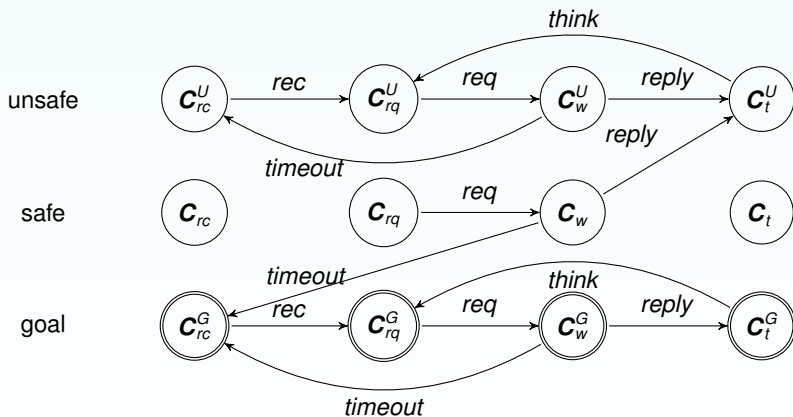 think
unsafe C^U_rc rec C^U_rq req C^U_w reply C^U_t
timeout reply
safe C_rc C_rq req C_w C_t
timeout think
goal C^G_rc rec C^G_rq req C^G_w reply C^G_t
timeout